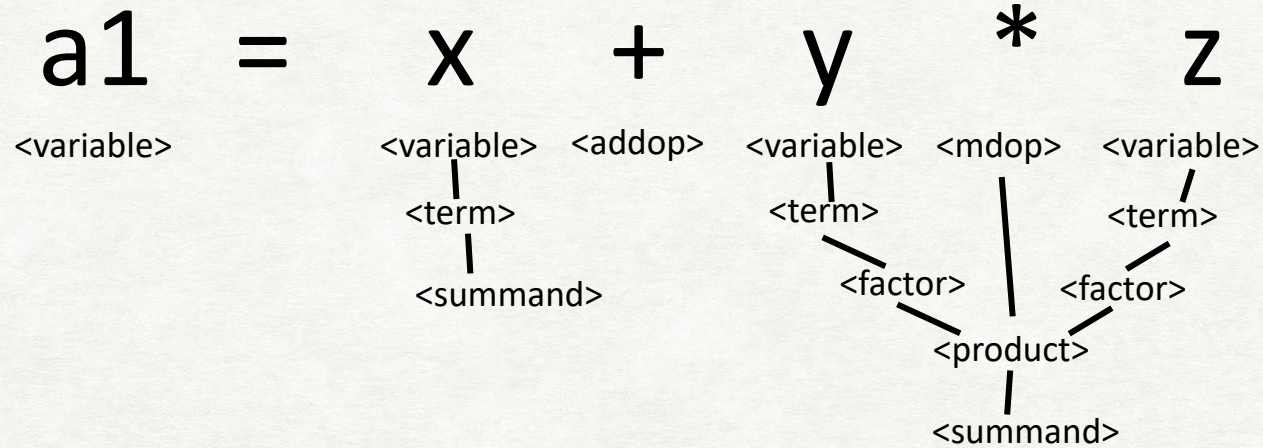 a1 = x + y * z
<variable> <variable> <addop> <variable> <mdop> <variable>
<term> <term> <term>
<summand> <factor> <factor>
<product>
<summand>